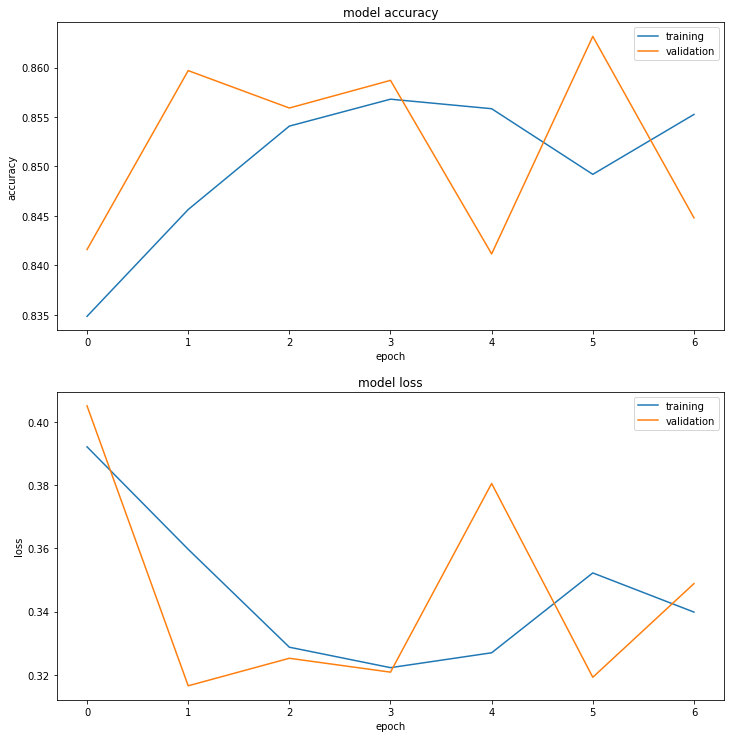 model accuracy
training
validation
0.860
0.855
0.850
0.845
0.840
0.835
accuracy
0 1 2 3 4 5 6
epoch
model loss
training
validation
0.40
0.38
0.36
0.34
0.32
loss
0 1 2 3 4 5 6
epoch